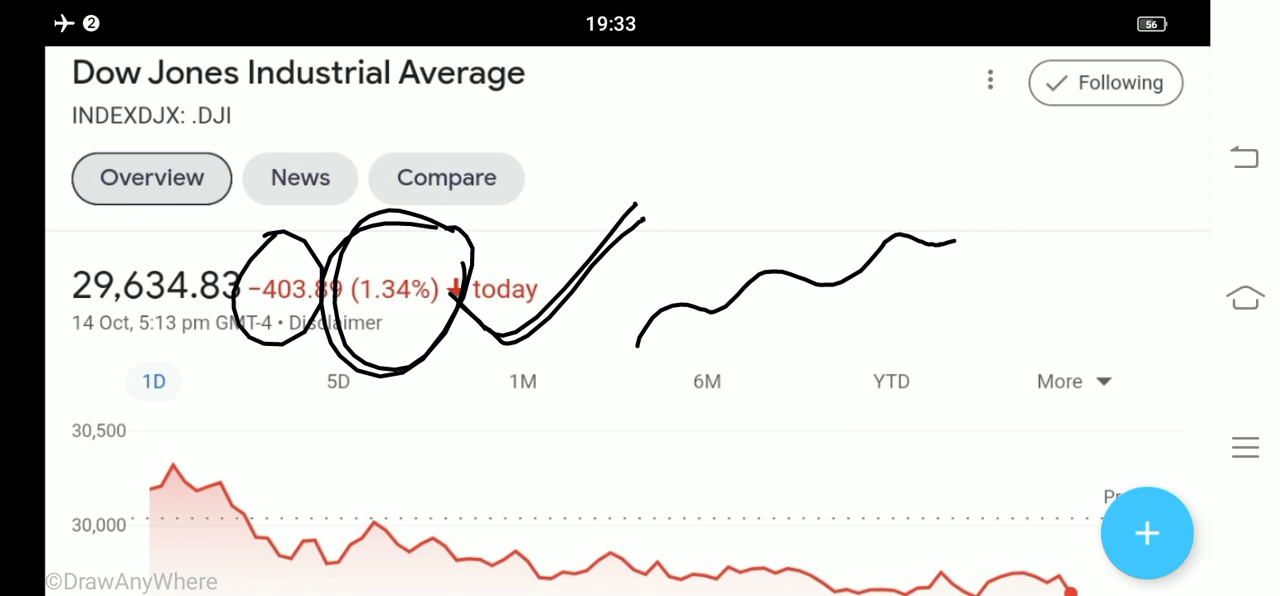 2 19:33 56
Dow Jones Industrial Average
Following
INDEXDJX: .DJI
Overview News Compare
29,634.83 −403.89 (1.34%) ↓ today
14 Oct, 5:13 pm GMT-4 • Disclaimer
1D 5D 1M 6M YTD More
30,500
30,000
©DrawAnyWhere